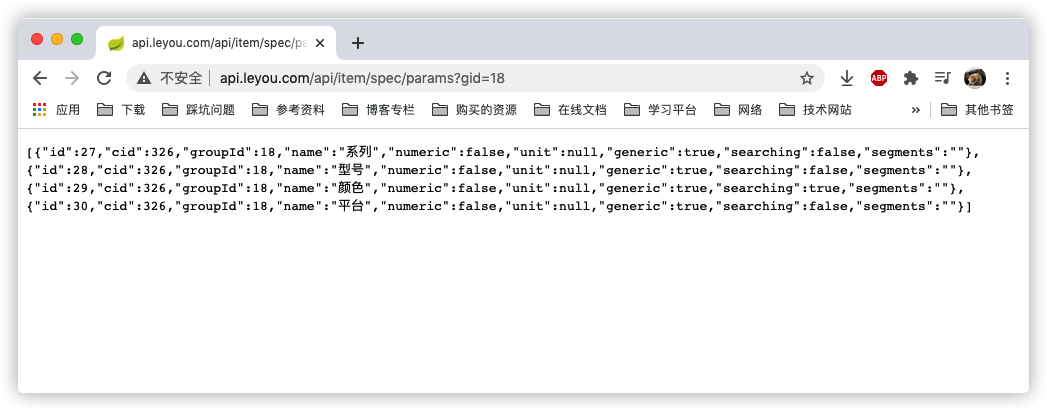 api.leyou.com/api/item/spec/pa
不安全 api.leyou.com/api/item/spec/params?gid=18
ABP
应用 下载 踩坑问题 参考资料 博客专栏 购买的资源 在线文档 学习平台 网络 技术网站 » 其他书签
[{"id":27,"cid":326,"groupId":18,"name":"系列","numeric":false,"unit":null,"generic":true,"searching":false,"segments":""},
{"id":28,"cid":326,"groupId":18,"name":"型号","numeric":false,"unit":null,"generic":true,"searching":false,"segments":""},
{"id":29,"cid":326,"groupId":18,"name":"颜色","numeric":false,"unit":null,"generic":true,"searching":true,"segments":""},
{"id":30,"cid":326,"groupId":18,"name":"平台","numeric":false,"unit":null,"generic":true,"searching":false,"segments":""}]